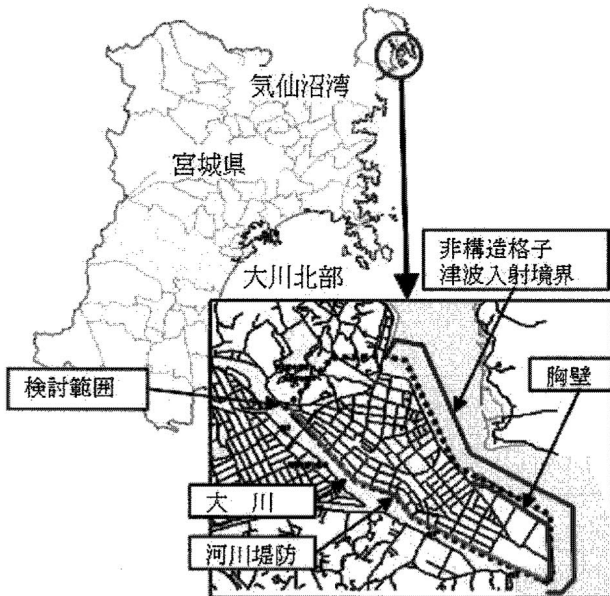 気仙沼湾
宮城県
大川北部
非構造格子
津波入射境界
検討範囲
胸壁
大 川
河川堤防